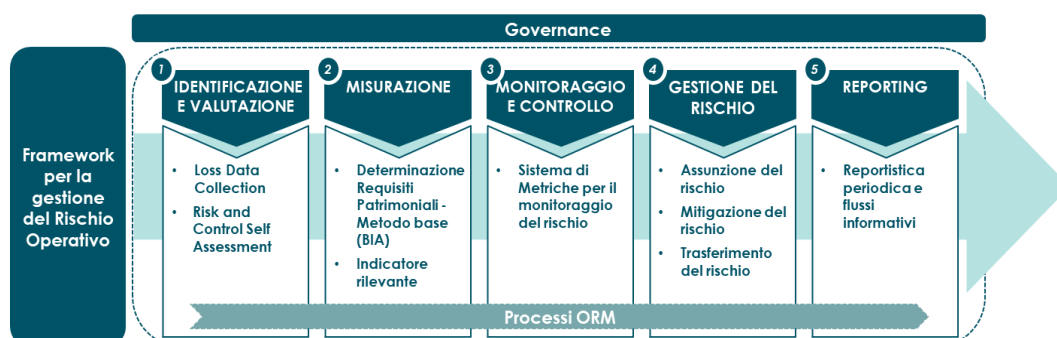 Governance
Framework
per la
gestione
del Rischio
Operativo
1
IDENTIFICAZIONE
E VALUTAZIONE
• Loss Data
Collection
• Risk and
Control Self
Assessment
2
MISURAZIONE
• Determinazione
Requisiti
Patrimoniali -
Metodo base
(BIA)
• Indicatore
rilevante
3
MONITORAGGIO
E CONTROLLO
• Sistema di
Metriche per il
monitoraggio
del rischio
4
GESTIONE DEL
RISCHIO
• Assunzione del
rischio
• Mitigazione del
rischio
• Trasferimento
del rischio
5
REPORTING
• Reportistica
periodica e
flussi
informativi
Processi ORM